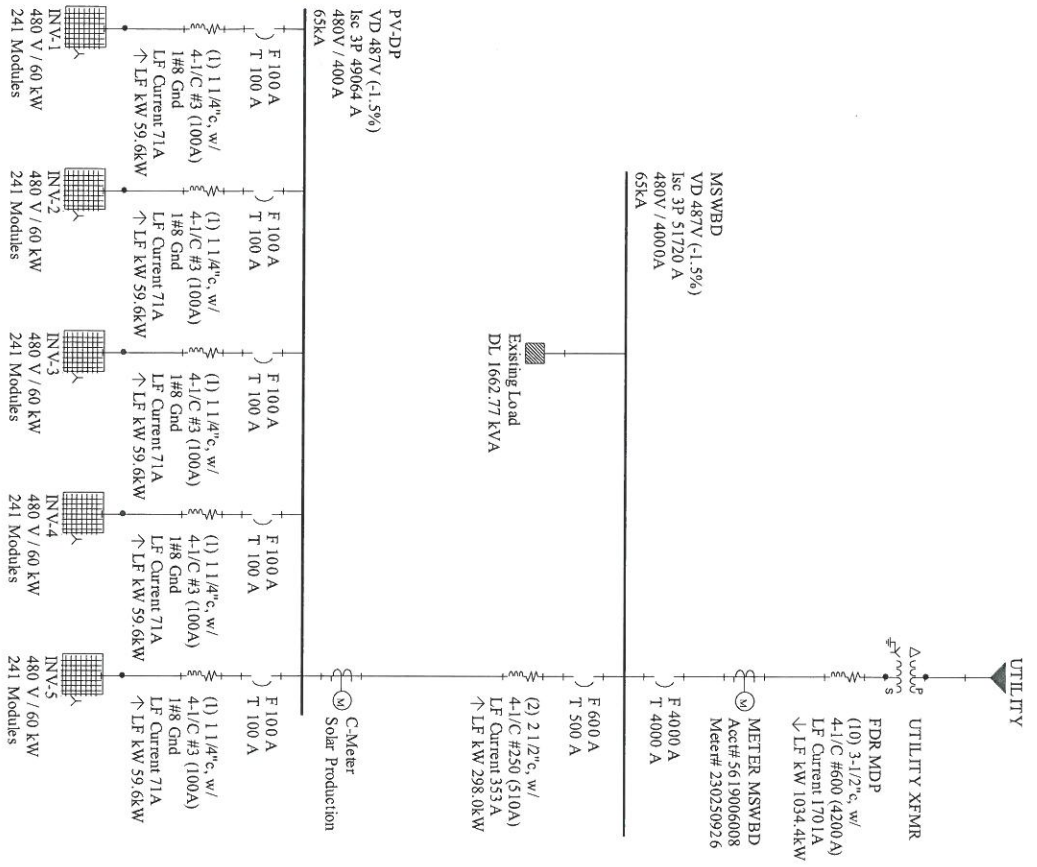 UTILITY
UTILITY XFMR
P
S
FDR MDP
(10) 3-1/2"c, w/
4-1/C #600 (4200A)
LF Current 1701A
↓ LF kW 1034.4kW
M
METER MSWBD
Acct# 5619006008
Meter# 230250926
F 4000 A
T 4000 A
MSWBD
VD 487V (-1.5%)
Isc 3P 51720 A
480V / 4000A
65kA
Existing Load
DL 1662.77 kVA
F 600 A
T 500 A
(2) 2 1/2"c, w/
4-1/C #250 (510A)
LF Current 353 A
↑ LF kW 298.0kW
M
C-Meter
Solar Production
PV-DP
VD 487V (-1.5%)
Isc 3P 49064 A
480V / 400A
65kA
F 100 A
T 100 A
(1) 1 1/4"c, w/
4-1/C #3 (100A)
1#8 Gnd
LF Current 71A
↑ LF kW 59.6kW
INV-1
480 V / 60 kW
241 Modules
F 100 A
T 100 A
(1) 1 1/4"c, w/
4-1/C #3 (100A)
1#8 Gnd
LF Current 71A
↑ LF kW 59.6kW
INV-2
480 V / 60 kW
241 Modules
F 100 A
T 100 A
(1) 1 1/4"c, w/
4-1/C #3 (100A)
1#8 Gnd
LF Current 71A
↑ LF kW 59.6kW
INV-3
480 V / 60 kW
241 Modules
F 100 A
T 100 A
(1) 1 1/4"c, w/
4-1/C #3 (100A)
1#8 Gnd
LF Current 71A
↑ LF kW 59.6kW
INV-4
480 V / 60 kW
241 Modules
F 100 A
T 100 A
(1) 1 1/4"c, w/
4-1/C #3 (100A)
1#8 Gnd
LF Current 71A
↑ LF kW 59.6kW
INV-5
480 V / 60 kW
241 Modules